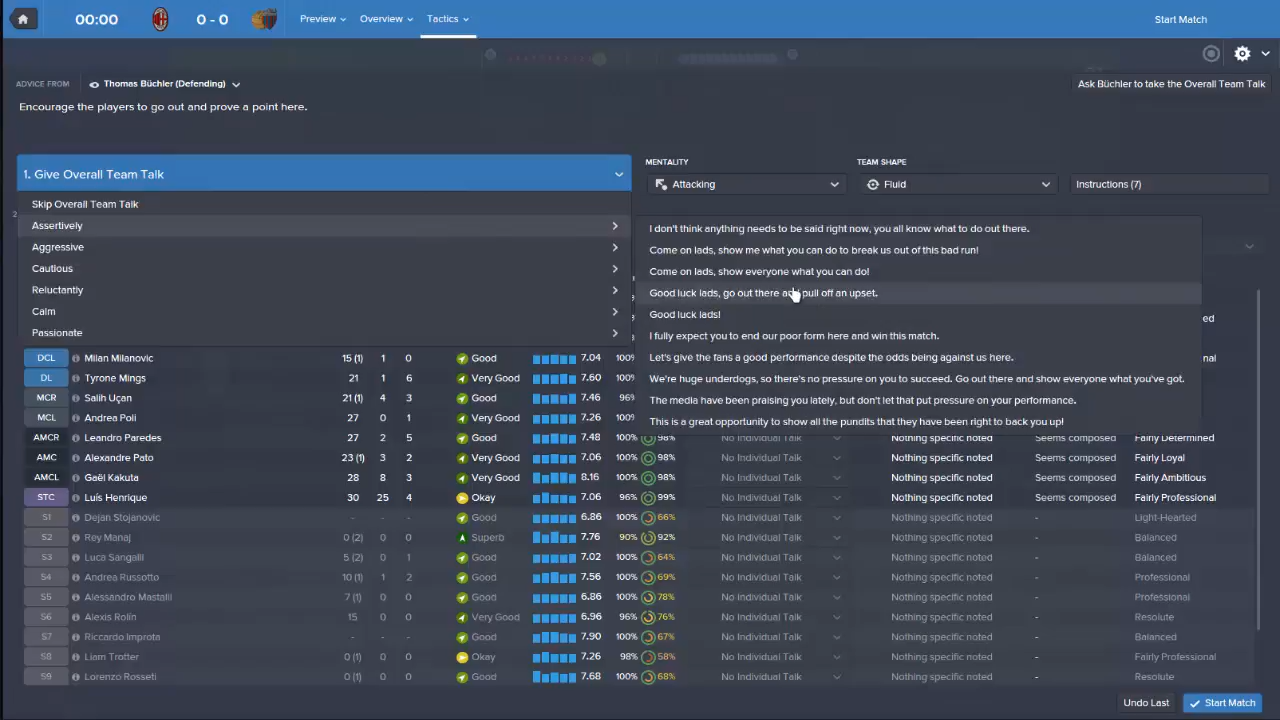 00:00 0 - 0 Preview Overview Tactics Start Match
ADVICE FROM Thomas Büchler (Defending) Ask Büchler to take the Overall Team Talk
Encourage the players to go out and prove a point here.
MENTALITY TEAM SHAPE
1. Give Overall Team Talk Attacking Fluid Instructions (7)
Skip Overall Team Talk
Assertively I don't think anything needs to be said right now, you all know what to do out there.
Aggressive Come on lads, show me what you can do to break us out of this bad run!
Cautious Come on lads, show everyone what you can do!
Reluctantly Good luck lads, go out there and pull off an upset.
Calm Good luck lads!
Passionate I fully expect you to end our poor form here and win this match.
Let's give the fans a good performance despite the odds being against us here.
We're huge underdogs, so there's no pressure on you to succeed. Go out there and show everyone what you've got.
The media have been praising you lately, but don't let that put pressure on your performance.
This is a great opportunity to show all the pundits that they have been right to back you up!
DCL Milan Milanovic 15 (1) 1 0 Good 7.04 100%
DL Tyrone Mings 21 1 6 Very Good 7.60 100%
MCR Salih Uçan 21 (1) 4 3 Good 7.46 96%
MCL Andrea Poli 27 0 1 Very Good 7.26 100%
AMCR Leandro Paredes 27 2 5 Good 7.48 100% 98% No Individual Talk Nothing specific noted Seems composed Fairly Determined
AMC Alexandre Pato 23 (1) 3 2 Very Good 7.06 100% 98% No Individual Talk Nothing specific noted Seems composed Fairly Loyal
AMCL Gaël Kakuta 28 8 3 Very Good 8.16 100% 98% No Individual Talk Nothing specific noted Seems composed Fairly Ambitious
STC Luís Henrique 30 25 4 Okay 7.06 96% 99% No Individual Talk Nothing specific noted Seems composed Fairly Professional
S1 Dejan Stojanovic - - - Good 6.86 100% 66% No Individual Talk Nothing specific noted - Light-Hearted
S2 Rey Manaj 0 (2) - - Superb 7.76 90% 92% No Individual Talk Nothing specific noted - Balanced
S3 Luca Sangalli 5 (2) 0 1 Good 7.02 100% 64% No Individual Talk Nothing specific noted - Balanced
S4 Andrea Russotto 10 (1) 1 2 Good 7.56 100% 69% No Individual Talk Nothing specific noted - Professional
S5 Alessandro Mastalli 7 (1) - - Good 6.86 100% 78% No Individual Talk Nothing specific noted - Professional
S6 Alexis Rolín 15 - - Very Good 6.96 96% 76% No Individual Talk Nothing specific noted - Resolute
S7 Riccardo Improta - - - Good 7.90 100% 67% No Individual Talk Nothing specific noted - Balanced
S8 Liam Trotter 0 (1) - - Okay 7.26 98% 58% No Individual Talk Nothing specific noted - Fairly Professional
S9 Lorenzo Rosseti 0 (1) - - Good 7.68 100% 68% No Individual Talk Nothing specific noted - Resolute
Undo Last Start Match